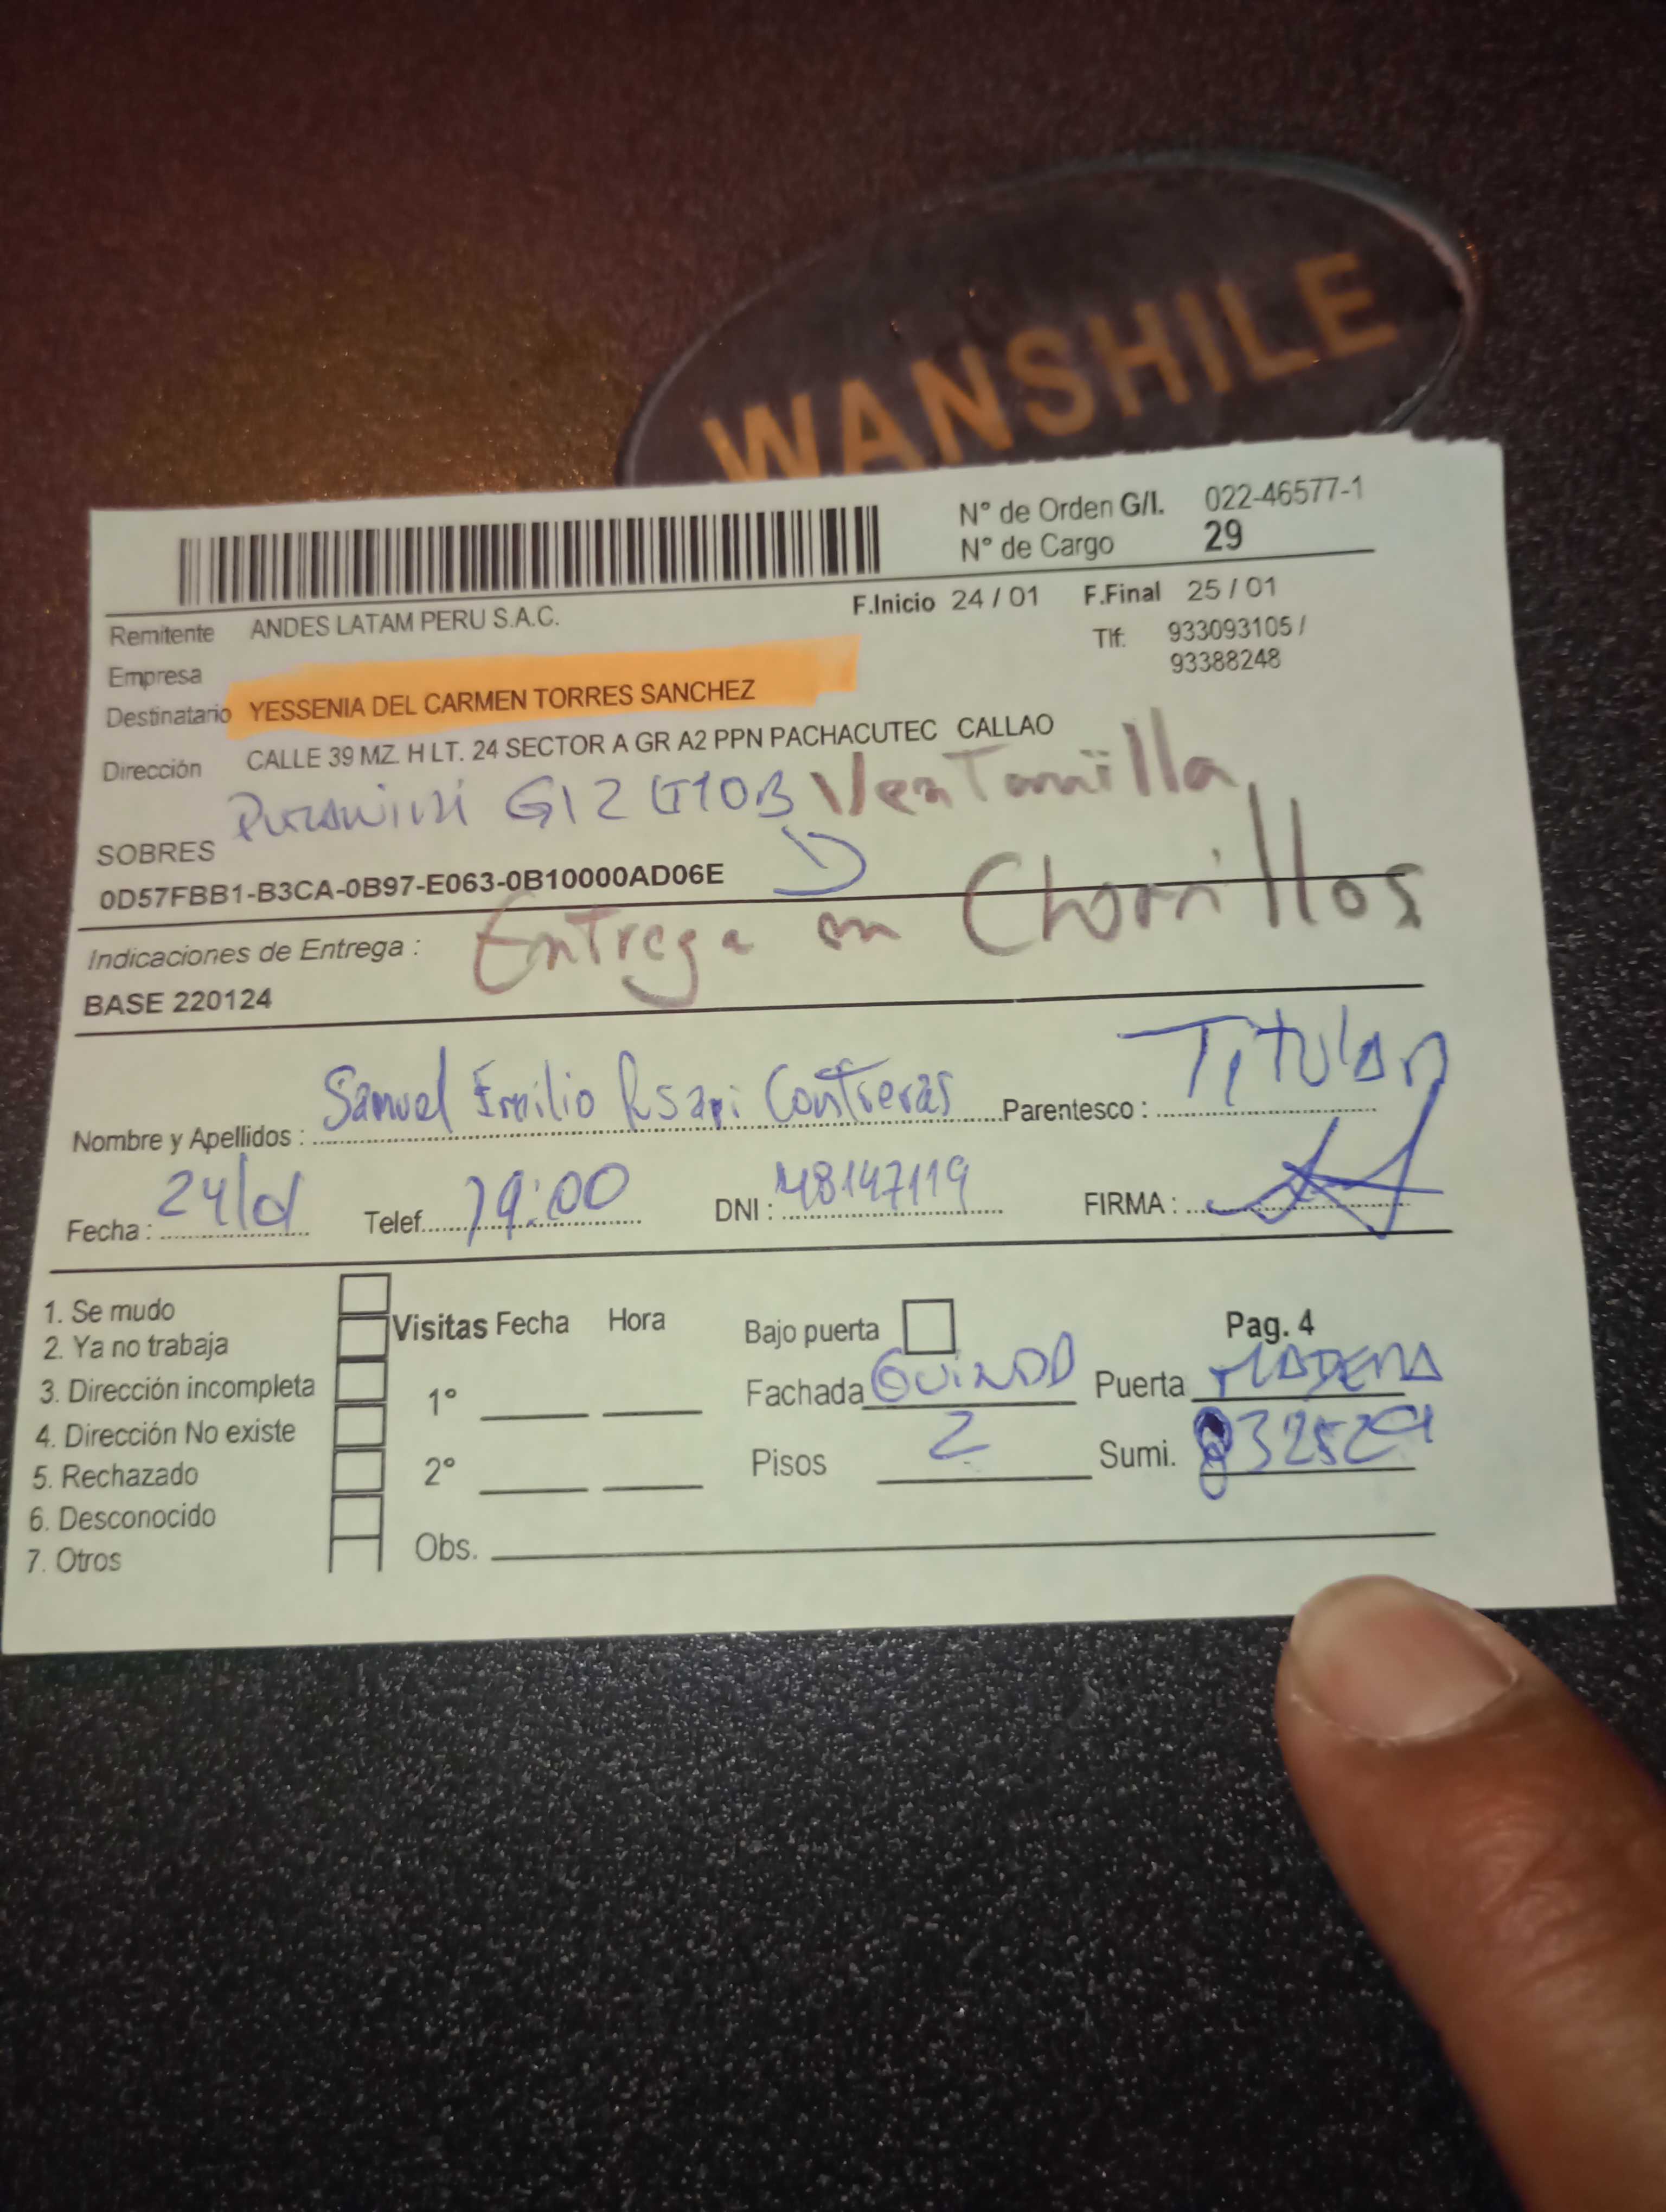 WANSHILE
N° de Orden G/I. 022-46577-1
N° de Cargo 29
Remitente ANDES LATAM PERU S.A.C. F.Inicio 24 / 01 F.Final 25 / 01
Empresa Tlf: 933093105 /
93388248
Destinatario YESSENIA DEL CARMEN TORRES SANCHEZ
Dirección CALLE 39 MZ. H LT. 24 SECTOR A GR A2 PPN PACHACUTEC CALLAO
G12 LT10B Ventanilla
SOBRES
0D57FBB1-B3CA-0B97-E063-0B10000AD06E
Indicaciones de Entrega : Entrega en Chorrillos
BASE 220124
Nombre y Apellidos : Samuel Emilio Contreras Parentesco : Titular
Fecha : Telef. 19:00 DNI : 48147119 FIRMA :
1. Se mudo
2. Ya no trabaja
3. Dirección incompleta
4. Dirección No existe
5. Rechazado
6. Desconocido
7. Otros
Visitas Fecha Hora
1°
2°
Obs.
Bajo puerta Pag. 4
Fachada GUINDA Puerta MADERA
Pisos 2 Sumi.